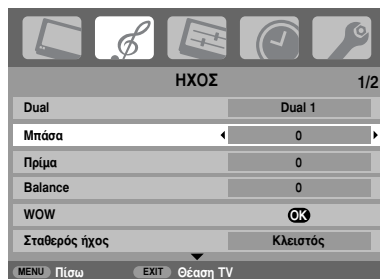 ΗΧΟΣ 1/2
Dual Dual 1
Μπάσα 0
Πρίμα 0
Balance 0
WOW OK
Σταθερός ήχος Κλειστός
MENU Πίσω EXIT Θέαση TV